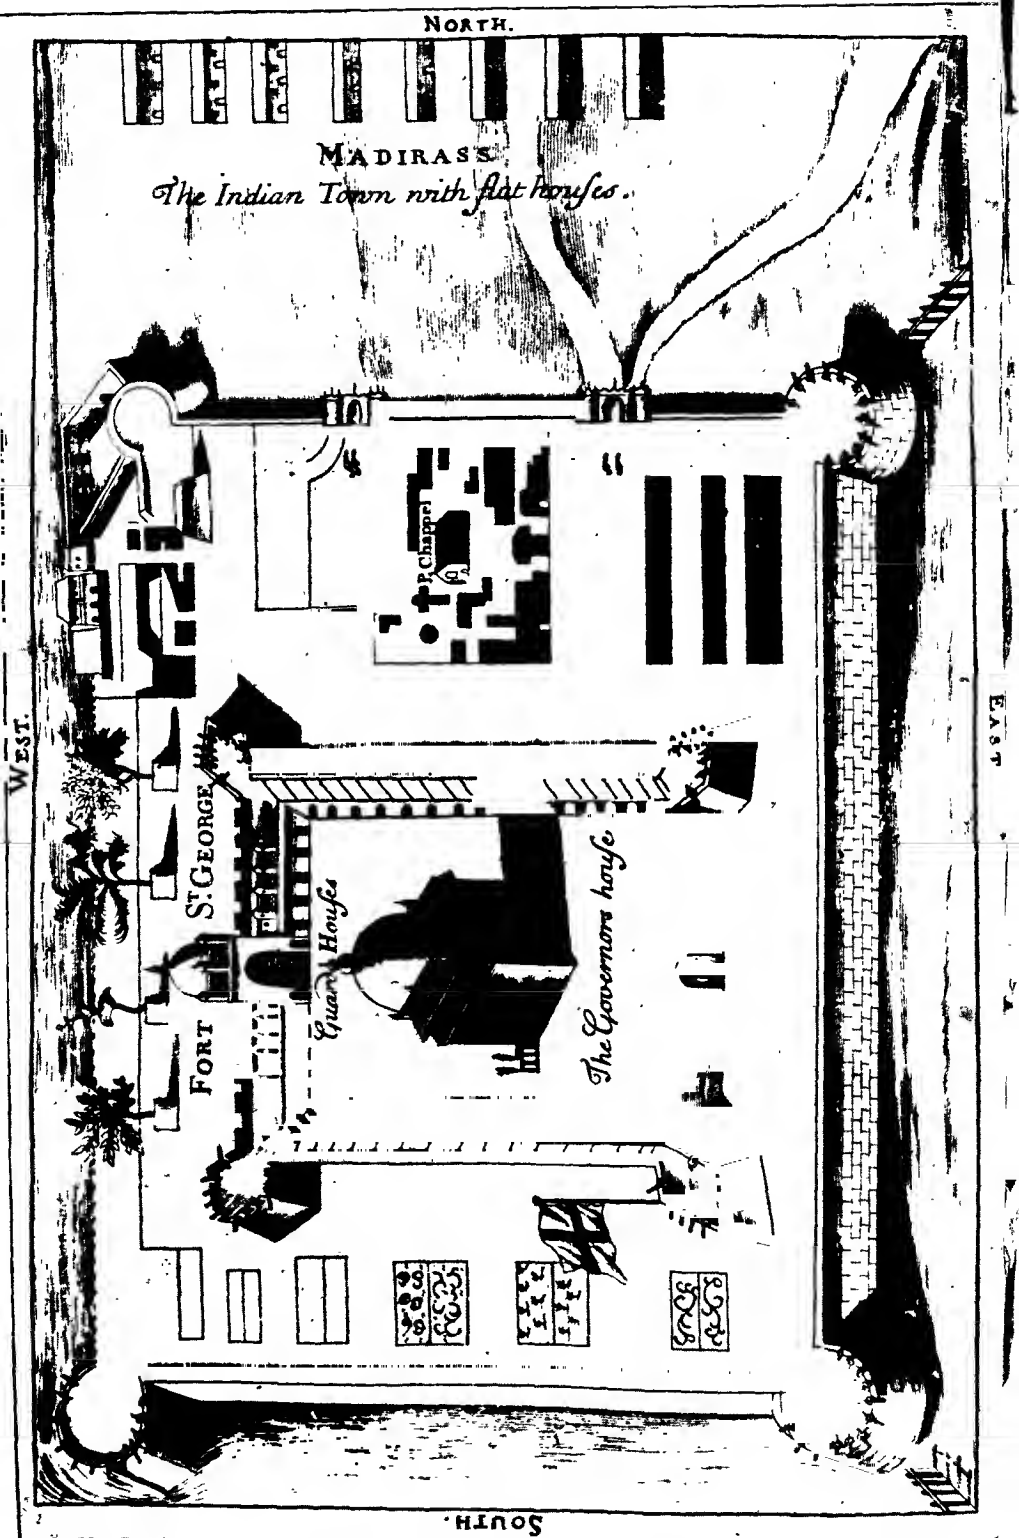 NORTH.
MADIRASS
The Indian Town with flat houſes.
P. Chappel
WEST.
EAST
FORT ST. GEORGE
Guard Houſes
The Governors houſe
SOUTH.